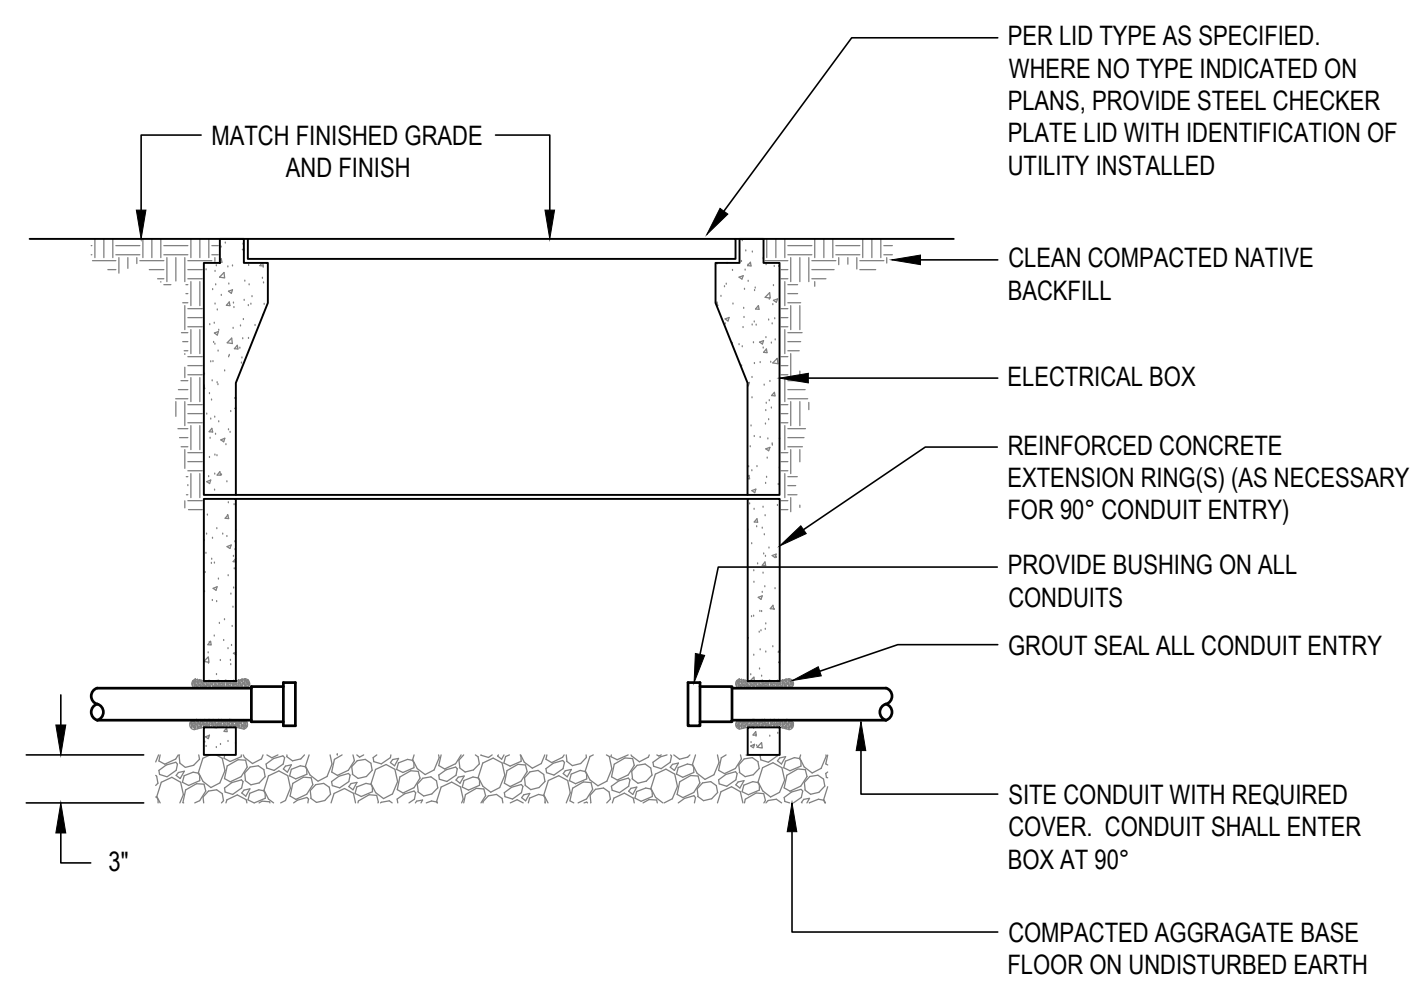 PER LID TYPE AS SPECIFIED.
WHERE NO TYPE INDICATED ON
PLANS, PROVIDE STEEL CHECKER
PLATE LID WITH IDENTIFICATION OF
UTILITY INSTALLED
MATCH FINISHED GRADE
AND FINISH
CLEAN COMPACTED NATIVE
BACKFILL
ELECTRICAL BOX
REINFORCED CONCRETE
EXTENSION RING(S) (AS NECESSARY
FOR 90° CONDUIT ENTRY)
PROVIDE BUSHING ON ALL
CONDUITS
GROUT SEAL ALL CONDUIT ENTRY
SITE CONDUIT WITH REQUIRED
COVER. CONDUIT SHALL ENTER
BOX AT 90°
3"
COMPACTED AGGRAGATE BASE
FLOOR ON UNDISTURBED EARTH